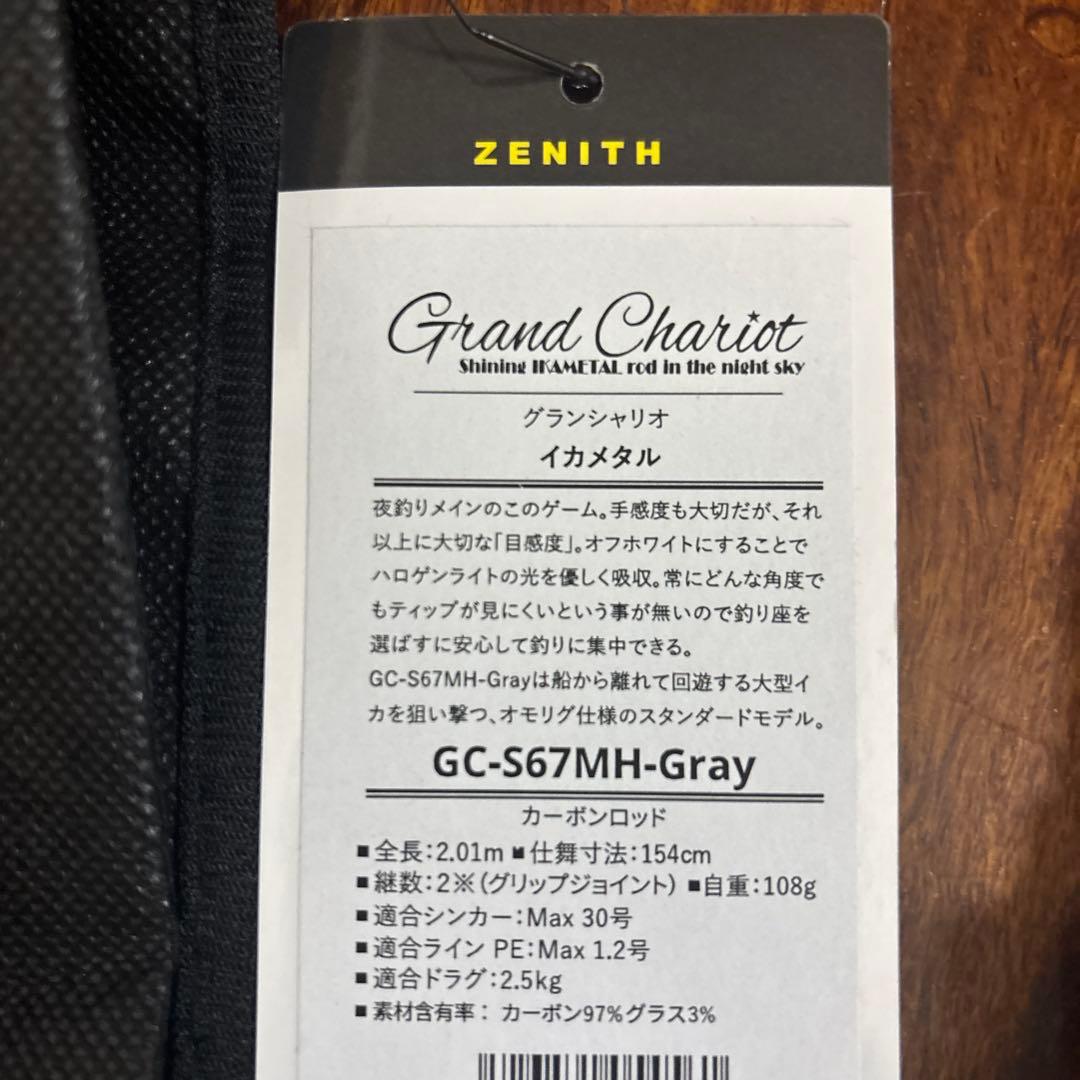 ZENITH
Grand Chariot
Shining IKAMETAL rod in the night sky
グランシャリオ
イカメタル
夜釣りメインのこのゲーム。手感度も大切だが、それ
以上に大切な「目感度」。オフホワイトにすることで
ハロゲンライトの光を優しく吸収。常にどんな角度で
もティップが見にくいという事が無いので釣り座を
選ばすに安心して釣りに集中できる。
GC-S67MH-Grayは船から離れて回遊する大型イ
カを狙い撃つ、オモリグ仕様のスタンダードモデル。
GC-S67MH-Gray
カーボンロッド
■全長:2.01m ■仕舞寸法:154cm
■継数:2※(グリップジョイント) ■自重:108g
■適合シンカー:Max 30号
■適合ライン PE:Max 1.2号
■適合ドラグ:2.5kg
■素材含有率: カーボン97%グラス3%